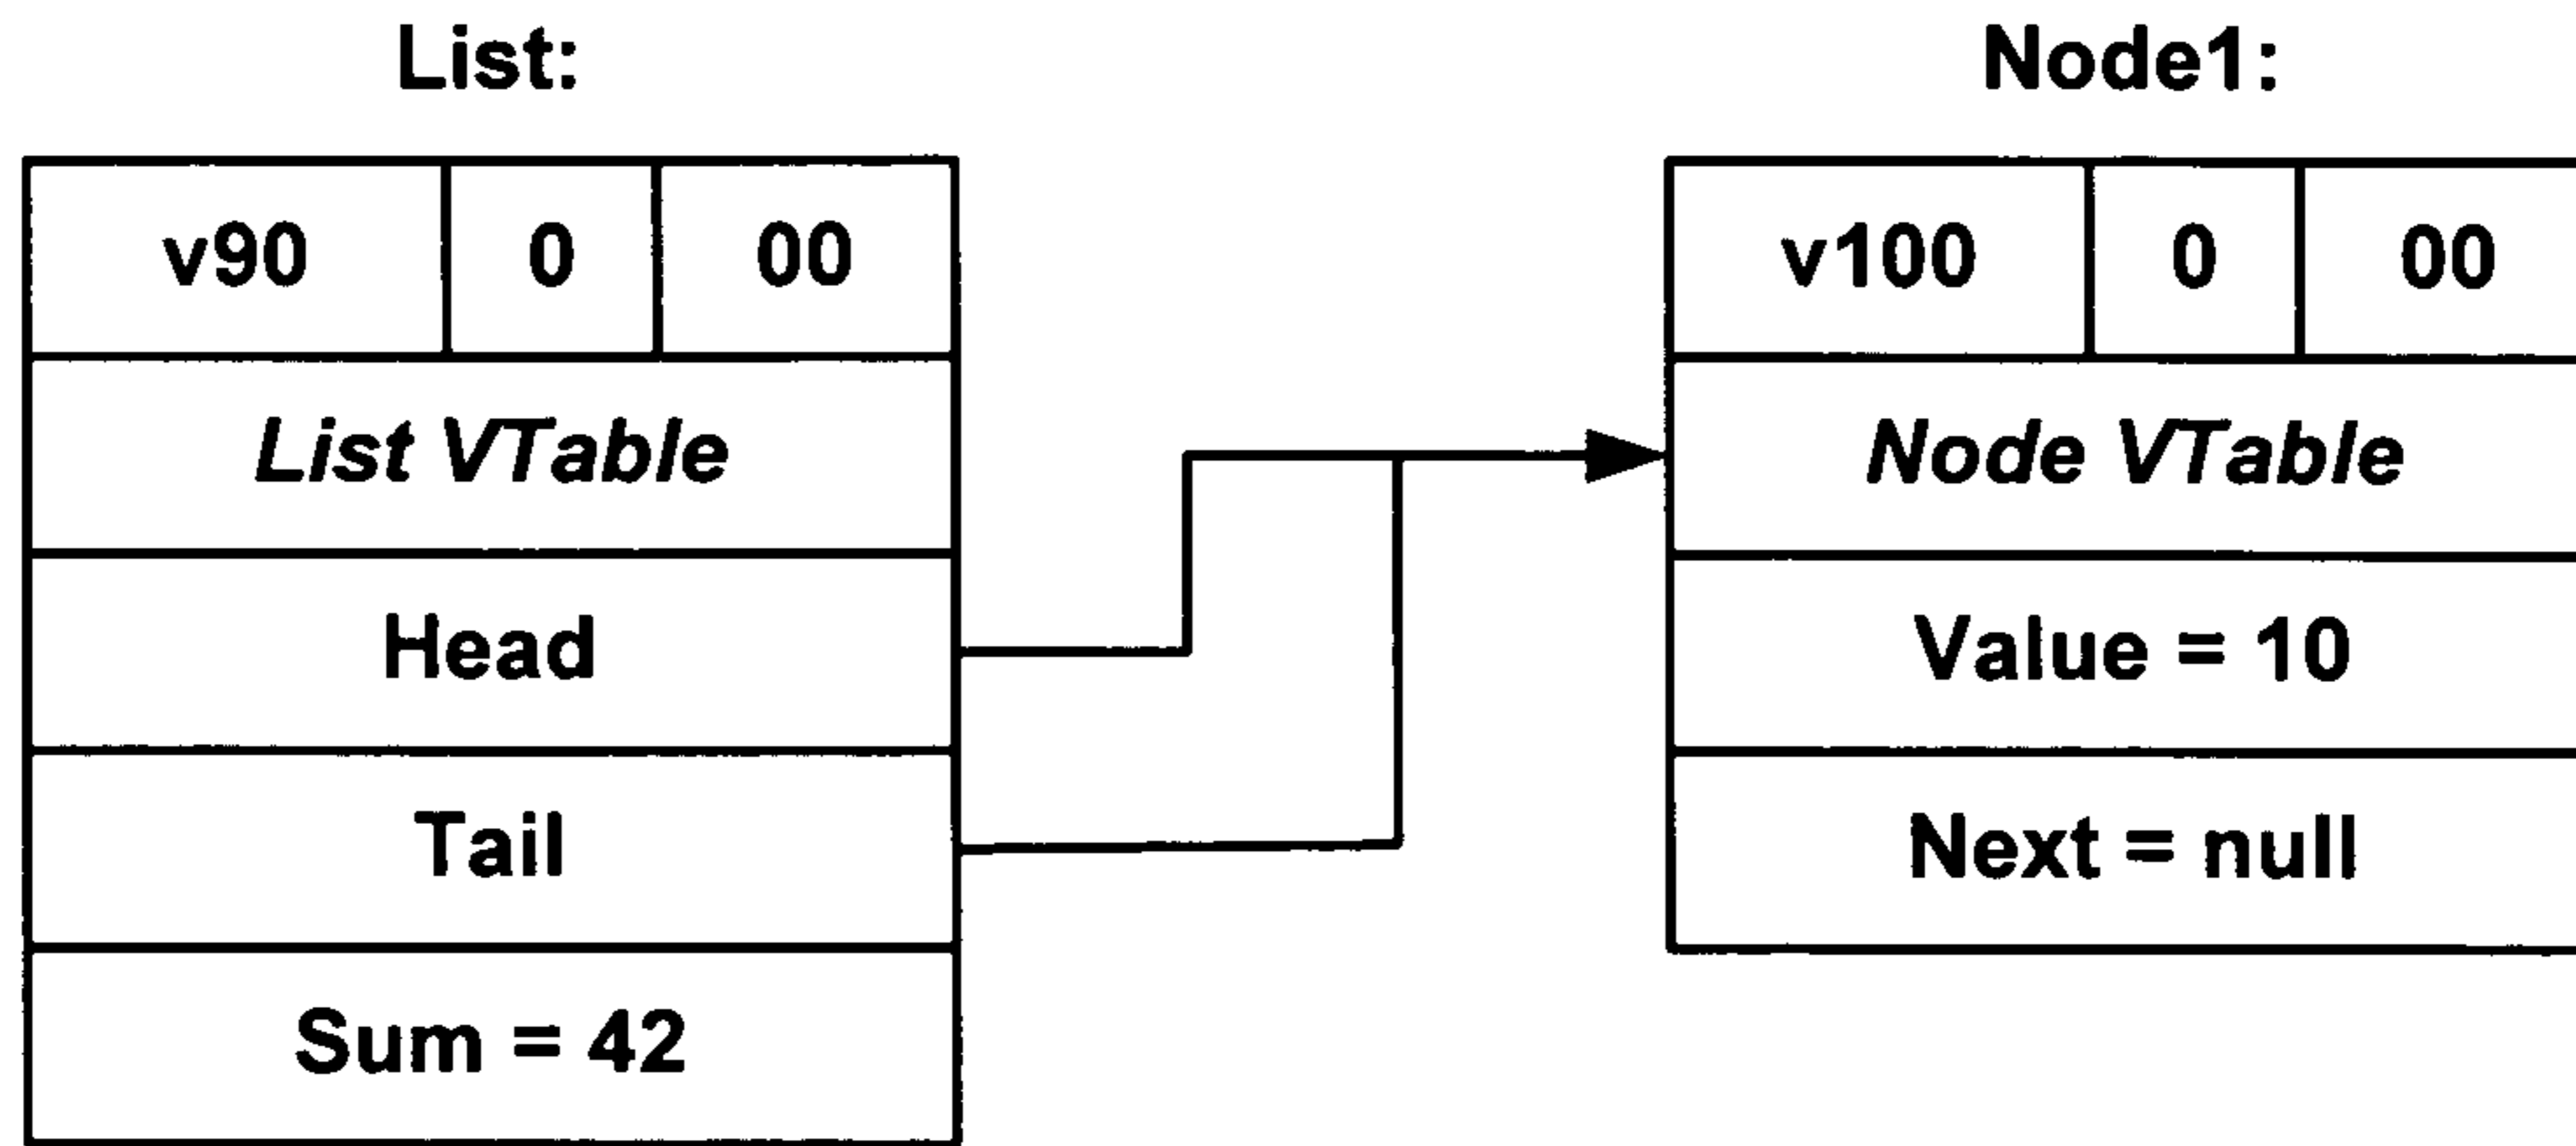 List:
v90 0 00
List VTable
Head
Tail
Sum = 42
Node1:
v100 0 00
Node VTable
Value = 10
Next = null